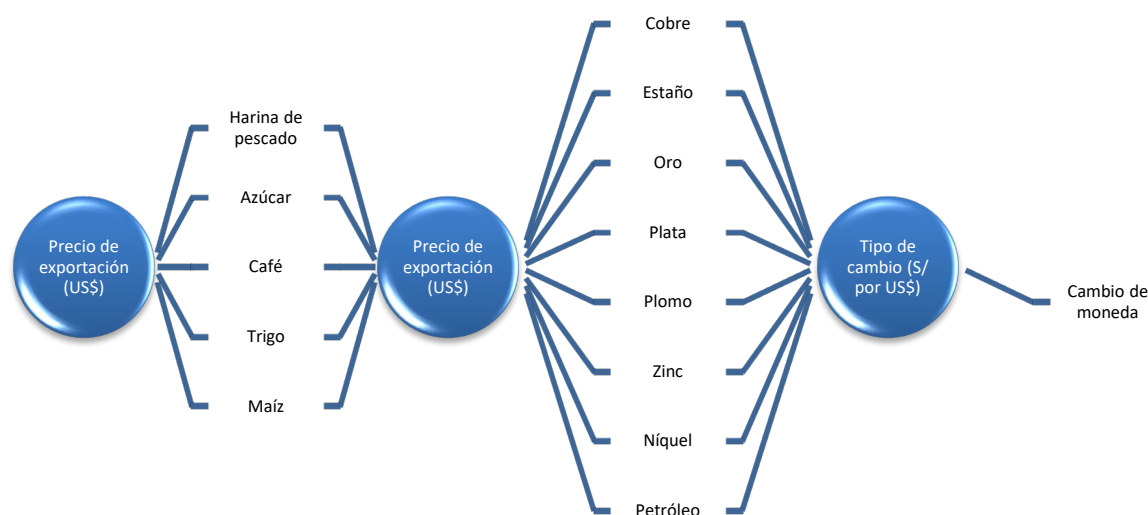 Precio de
exportación
(US$)
Harina de
pescado
Azúcar
Café
Trigo
Maíz
Precio de
exportación
(US$)
Cobre
Estaño
Oro
Plata
Plomo
Zinc
Níquel
Petróleo
Tipo de
cambio (S/
por US$)
Cambio de
moneda